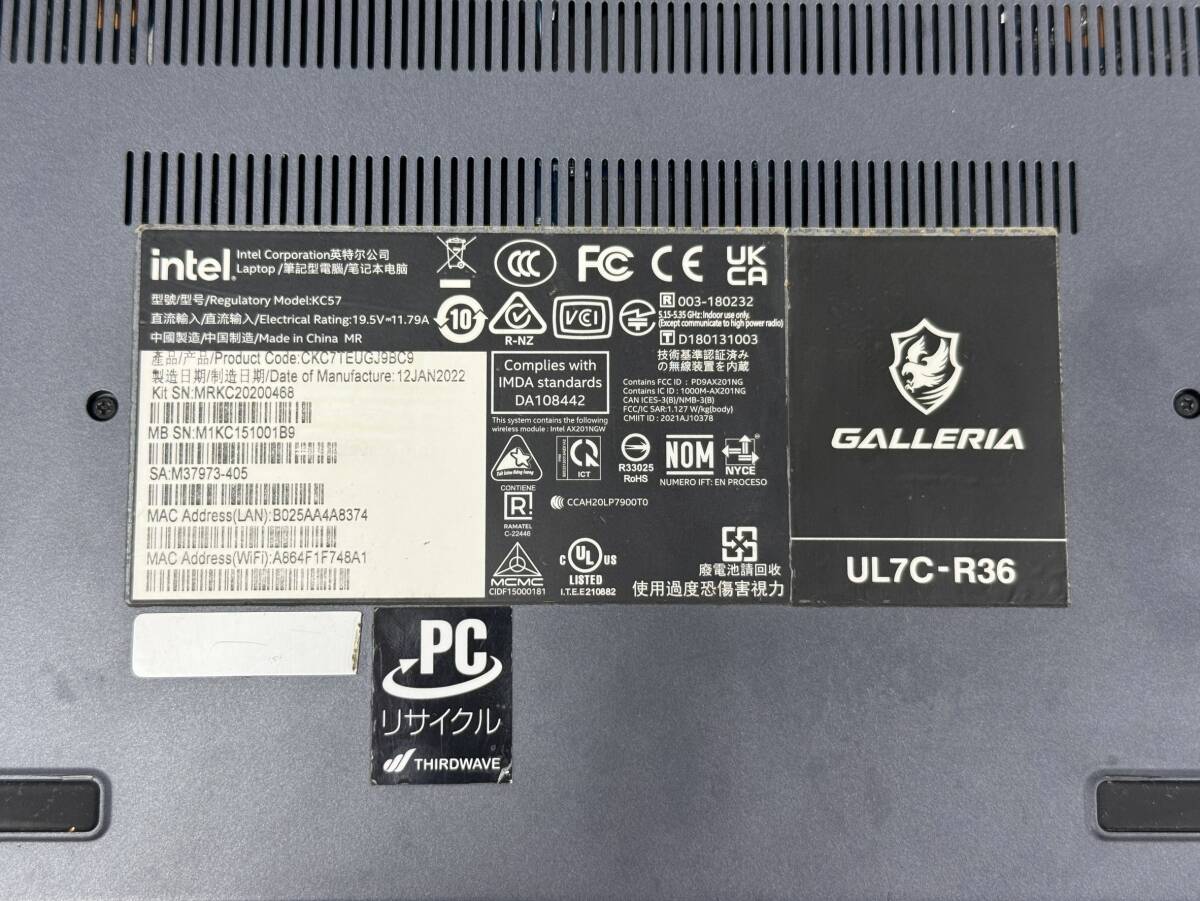 intel.
Intel Corporation英特尔公司
Laptop /筆記型電腦/笔记本电脑
型號/型号/Regulatory Model:KC57
直流輸入/直流输入/Electrical Rating:19.5V⎓11.79A
中國製造/中国制造/Made in China MR
產品/产品/Product Code:CKC7TEUGJ9BC9
製造日期/制造日期/Date of Manufacture:12JAN2022
Kit SN:MRKC20200468
MB SN:M1KC151001B9
SA:M37973-405
MAC Address(LAN):B025AA4A8374
MAC Address(WiFi):A864F1F748A1
CCC
FC
CE
UK
CA
10
R-NZ
VCI
R 003-180232
5.15-5.35 GHz: Indoor use only.
(Except communicate to high power radio)
T D180131003
技術基準認証済み
の無線装置を内蔵
Complies with
IMDA standards
DA108442
This system contains the following
wireless module : Intel AX201NGW
Contains FCC ID : PD9AX201NG
Contains IC ID : 1000M-AX201NG
CAN ICES-3(B)/NMB-3(B)
FCC/IC SAR:1.127 W/kg(body)
CMIIT ID : 2021AJ10378
ICT
R33025
RoHS
NOM
NYCE
NUMERO IFT: EN PROCESO
CONTIENE
R!
RAMATEL
C-22446
CCAH20LP7900T0
MCMC
CIDF15000181
C UL US
LISTED
I.T.E.E210882
廢電池請回收
使用過度恐傷害視力
GALLERIA
UL7C-R36
PC
リサイクル
THIRDWAVE